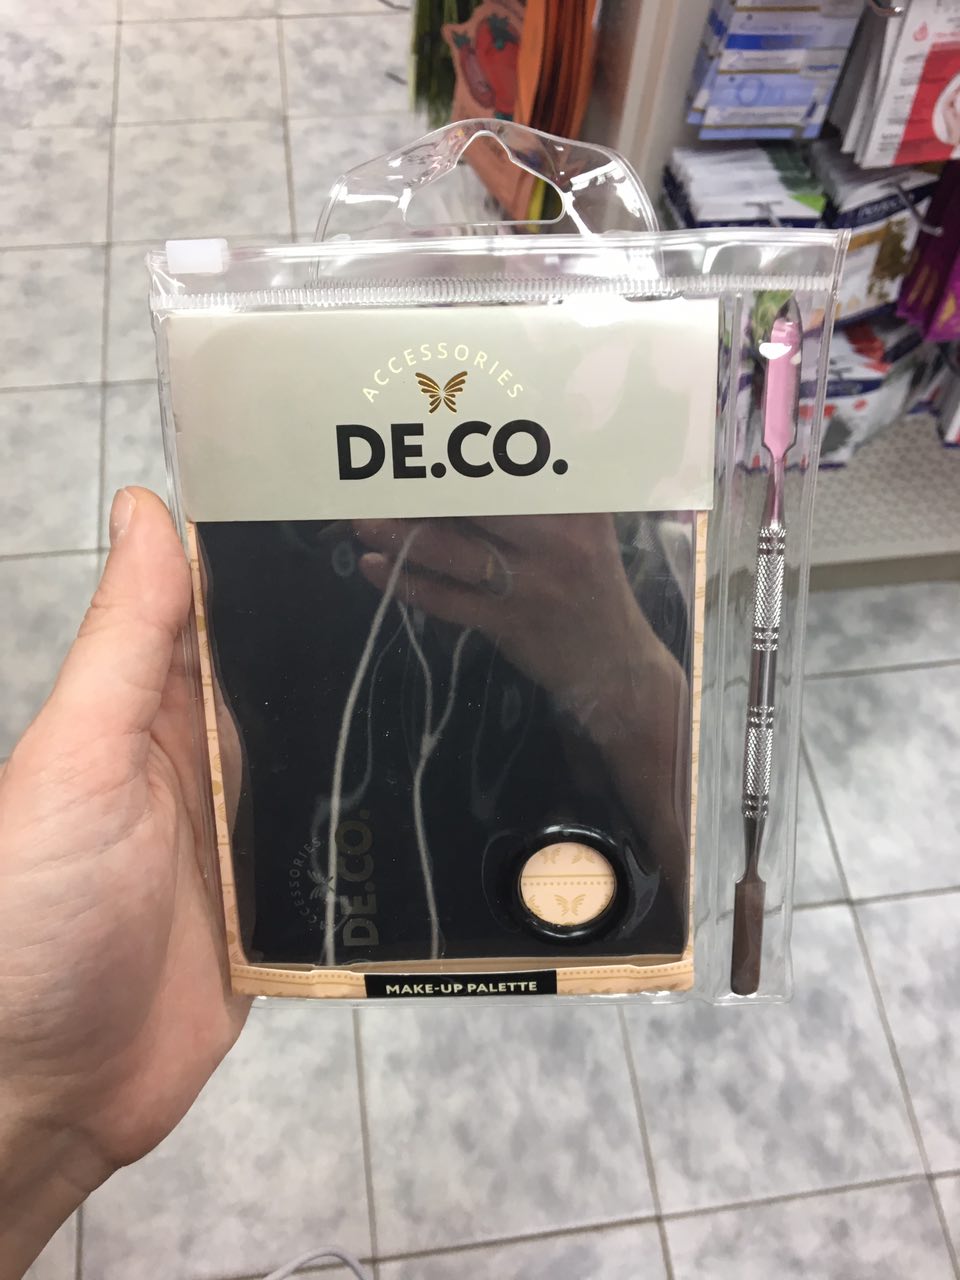 ACCESSORIES
DE.CO.
ACCESSORIES
DE.CO.
MAKE-UP PALETTE